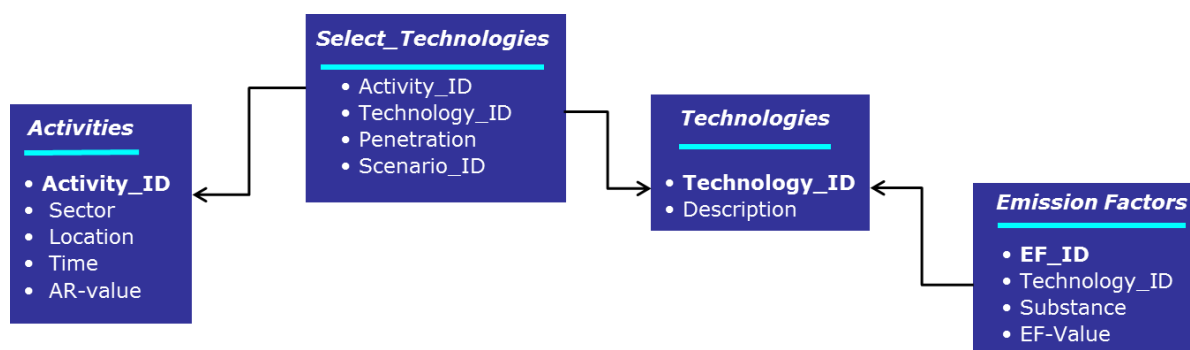 Select_Technologies
• Activity_ID
• Technology_ID
• Penetration
• Scenario_ID
Activities
• Activity_ID
• Sector
• Location
• Time
• AR-value
Technologies
• Technology_ID
• Description
Emission Factors
• EF_ID
• Technology_ID
• Substance
• EF-Value